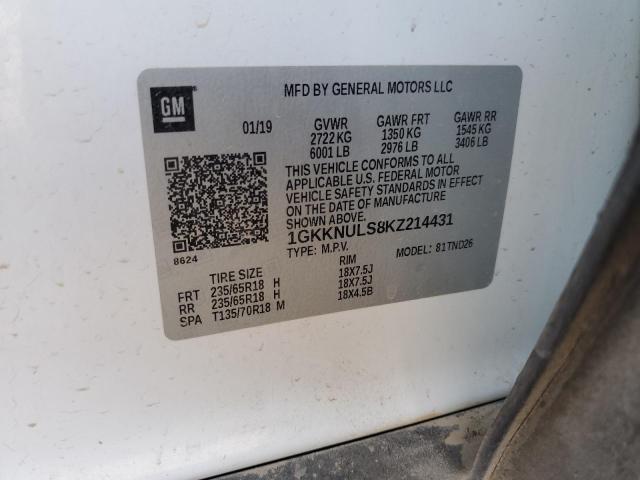 GM
MFD BY GENERAL MOTORS LLC
01/19 GVWR GAWR FRT GAWR RR
2722 KG 1350 KG 1545 KG
6001 LB 2976 LB 3406 LB
THIS VEHICLE CONFORMS TO ALL
APPLICABLE U.S. FEDERAL MOTOR
VEHICLE SAFETY STANDARDS IN EFFECT
ON THE DATE OF MANUFACTURE
SHOWN ABOVE.
8624 1GKKNULS8KZ214431
TYPE: M.P.V. MODEL: 81TND26
TIRE SIZE RIM
FRT 235/65R18 H 18X7.5J
RR 235/65R18 H 18X7.5J
SPA T135/70R18 M 18X4.5B